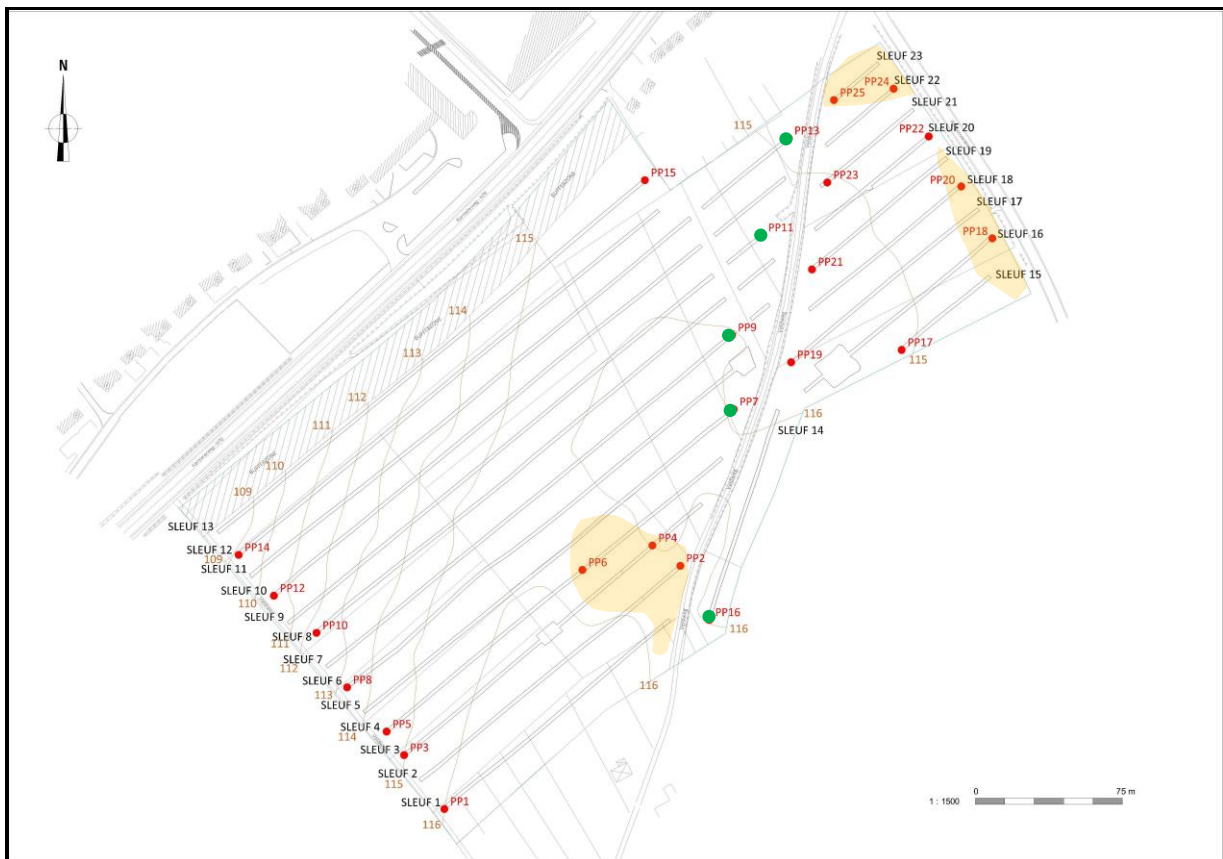 N
SLEUF 23
PP24
SLEUF 22
PP25
SLEUF 21
115
PP13
PP22
SLEUF 20
SLEUF 19
PP15
PP23
PP20
SLEUF 18
SLEUF 17
BUFFERZONE
115
PP11
PP18
SLEUF 16
PP21
SLEUF 15
114
BUFFERZONE
PP9
113
PP19
PP17
115
112
PP7
116
111
SLEUF 14
110
BUFFERZONE
109
SLEUF 13
PP4
SLEUF 12
PP14
109
PP2
SLEUF 11
PP6
SLEUF 10
PP12
110
SLEUF 9
PP16
116
SLEUF 8
PP10
111
SLEUF 7
112
SLEUF 6
PP8
113
116
SLEUF 5
SLEUF 4
PP5
114
SLEUF 3
PP3
SLEUF 2
115
SLEUF 1
PP1
116
0
75 m
1 : 1500